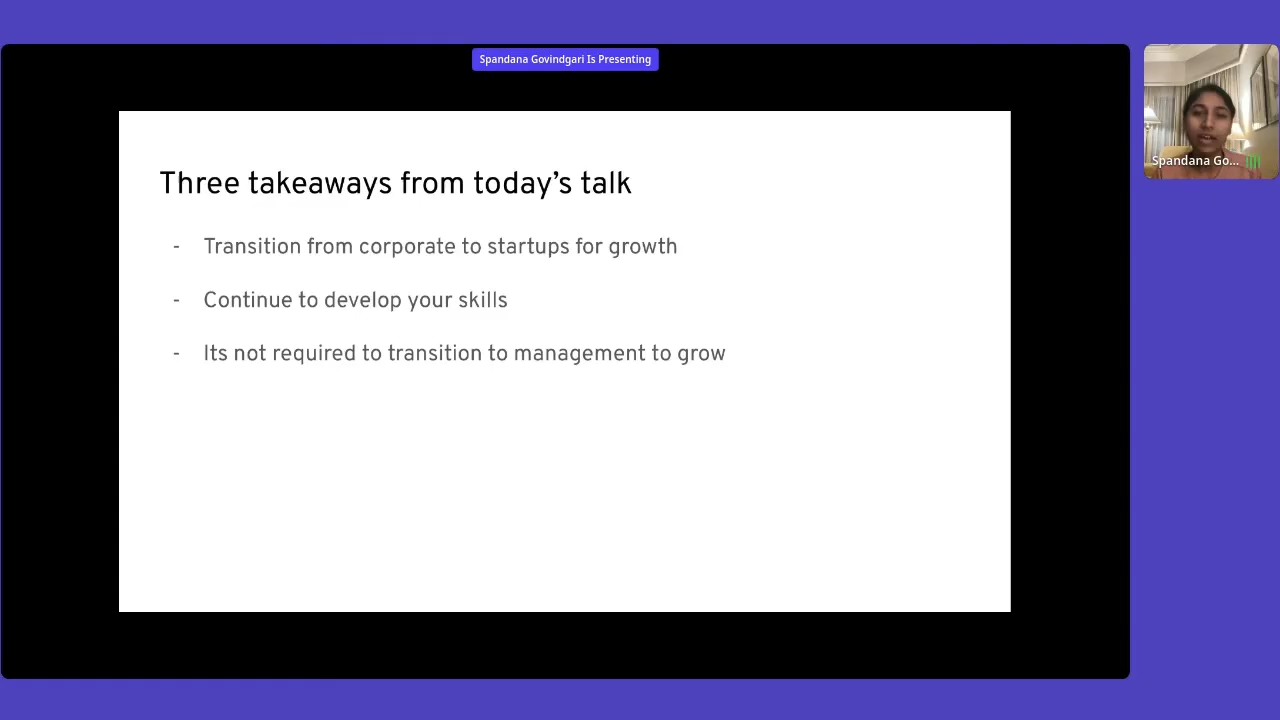 Spandana Govindgari Is Presenting
Spandana Go...
Three takeaways from today’s talk
- Transition from corporate to startups for growth
- Continue to develop your skills
- Its not required to transition to management to grow